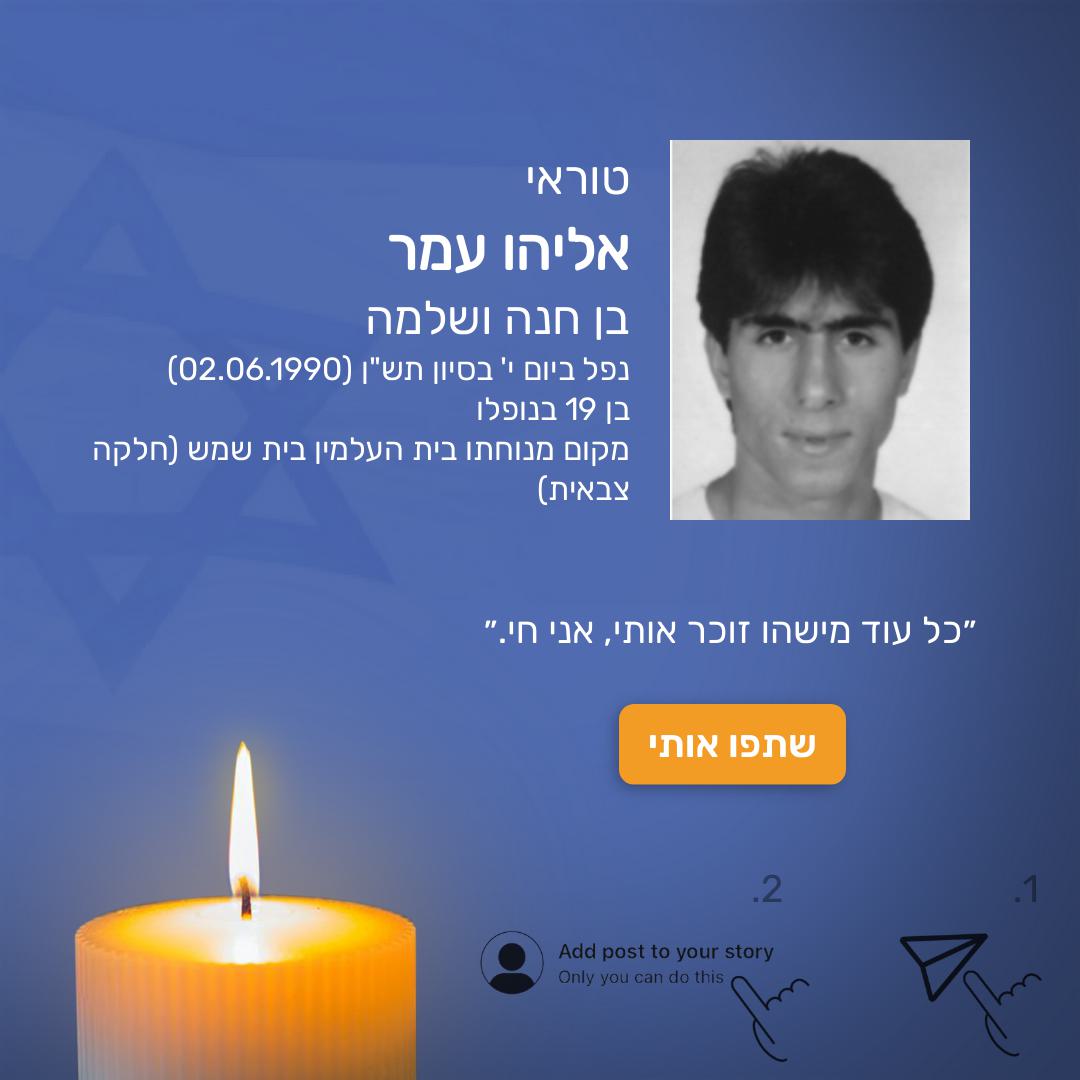 טוראי
אליהו עמר
בן חנה ושלמה
נפל ביום י' בסיוון תש"ן (02.06.1990)
בן 19 בנופלו
מקום מנוחתו בית העלמין בית שמש (חלקה
צבאית)
״כל עוד מישהו זוכר אותי, אני חי.״
שתפו אותי
1.
2.
Add post to your story
Only you can do this